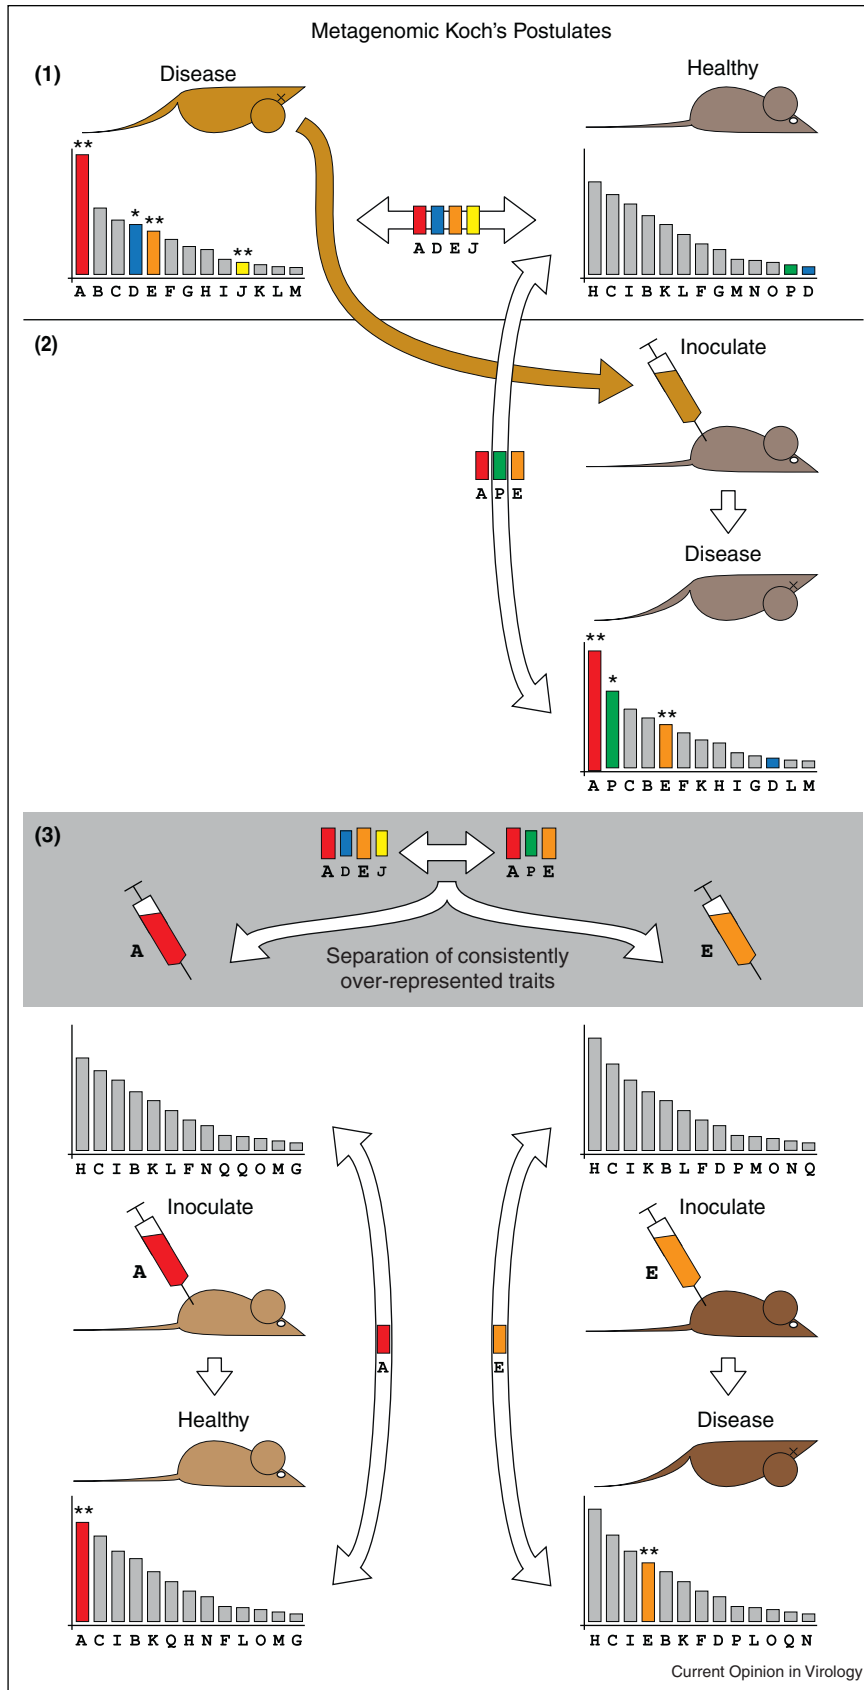 Metagenomic Koch's Postulates
(1)
Disease
Healthy
** * ** **
A B C D E F G H I J K L M
A D E J
H C I B K L F G M N O P D
(2)
Inoculate
A P E
Disease
** * **
A P C B E F K H I G D L M
(3)
A D E J
A P E
A
Separation of consistently
over-represented traits
E
H C I B K L F N Q Q O M G
H C I K B L F D P M O N Q
Inoculate
A
Inoculate
E
A
E
Healthy
Disease
**
A C I B K Q H N F L O M G
**
H C I E B K F D P L O Q N
Current Opinion in Virology